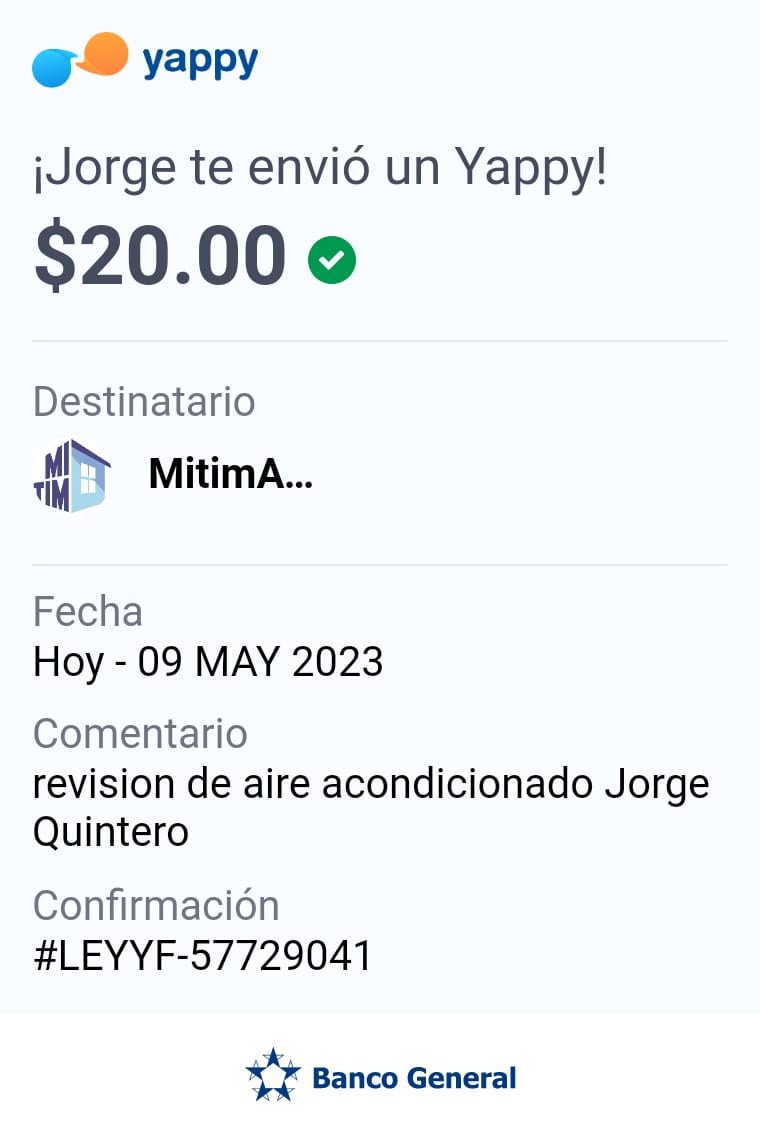 yappy
¡Jorge te envió un Yappy!
$20.00
Destinatario
MI
TIM
MitimA...
Fecha
Hoy - 09 MAY 2023
Comentario
revision de aire acondicionado Jorge
Quintero
Confirmación
#LEYYF-57729041
Banco General